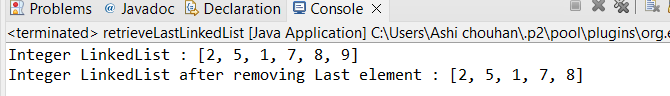 Problems @ Javadoc Declaration Console
<terminated> retrieveLastLinkedList [Java Application] C:\Users\Ashi chouhan\.p2\pool\plugins\org.e
Integer LinkedList : [2, 5, 1, 7, 8, 9]
Integer LinkedList after removing Last element : [2, 5, 1, 7, 8]